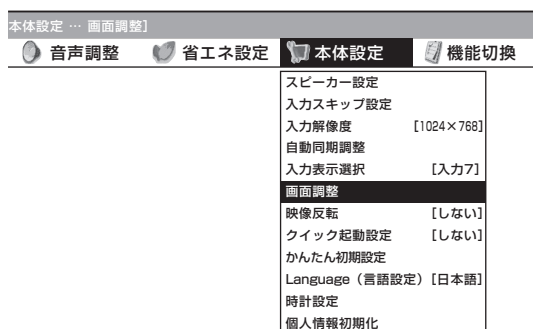 本体設定 … 画面調整]
音声調整 省エネ設定 本体設定 機能切換
スピーカー設定
入力スキップ設定
入力解像度 [1024×768]
自動同期調整
入力表示選択 [入力7]
画面調整
映像反転 [しない]
クイック起動設定 [しない]
かんたん初期設定
Language（言語設定） [日本語]
時計設定
個人情報初期化